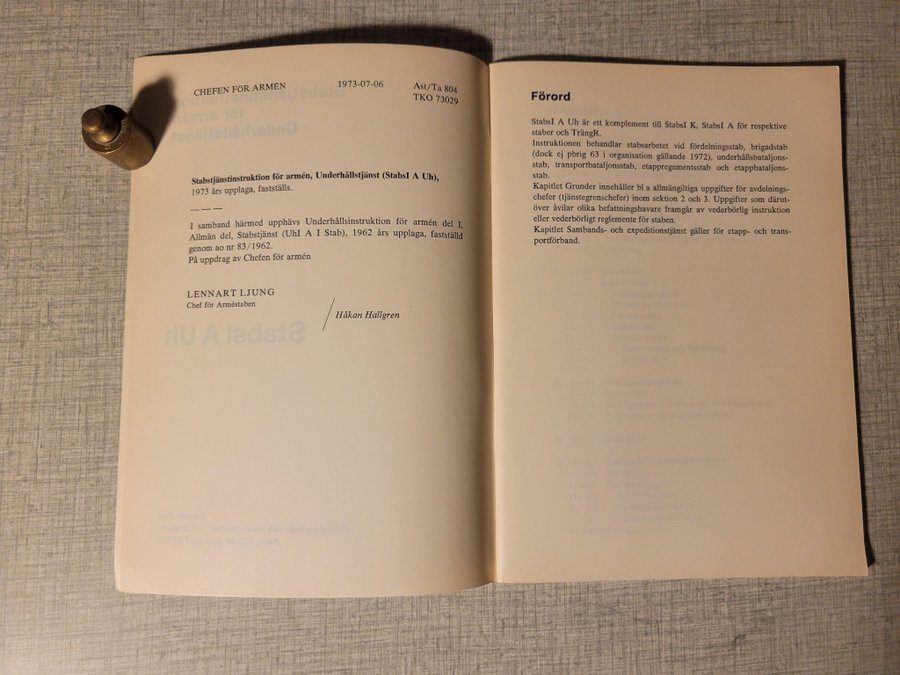 CHEFEN FÖR ARMÉN
1973-07-06
Ast/Ta 804
TKO 73029
Stabstjänstinstruktion för armén, Underhållstjänst (StabsI A Uh),
1973 års upplaga, fastställs.
— — —
I samband härmed upphävs Underhållsinstruktion för armén del I,
Allmän del, Stabstjänst (UhI A I Stab), 1962 års upplaga, fastställd
genom ao nr 83/1962.
På uppdrag av Chefen för armén
LENNART LJUNG
Chef för Arméstaben
/ Håkan Hallgren
Förord
StabsI A Uh är ett komplement till StabsI K, StabsI A för respektive
staber och TrängR.
Instruktionen behandlar stabsarbetet vid fördelningsstab, brigadstab
(dock ej pbrig 63 i organisation gällande 1972), underhållsbataljons-
stab, transportbataljonsstab, etappregementsstab och etappbataljons-
stab.
Kapitlet Grunder innehåller bl a allmängiltiga uppgifter för avdelnings-
chefer (tjänstegrenschefer) inom sektion 2 och 3. Uppgifter som därut-
över åvilar olika befattningshavare framgår av vederbörlig instruktion
eller vederbörligt reglemente för staben.
Kapitlet Sambands- och expeditionstjänst gäller för etapp- och trans-
portförband.
StabsI A Uh